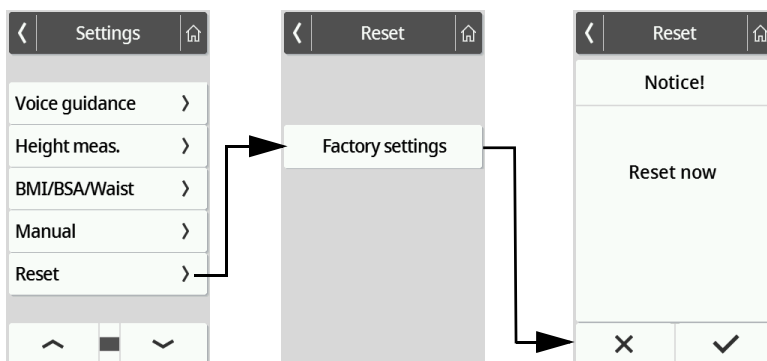 Settings
Voice guidance
Height meas.
BMI/BSA/Waist
Manual
Reset
Reset
Factory settings
Reset
Notice!
Reset now